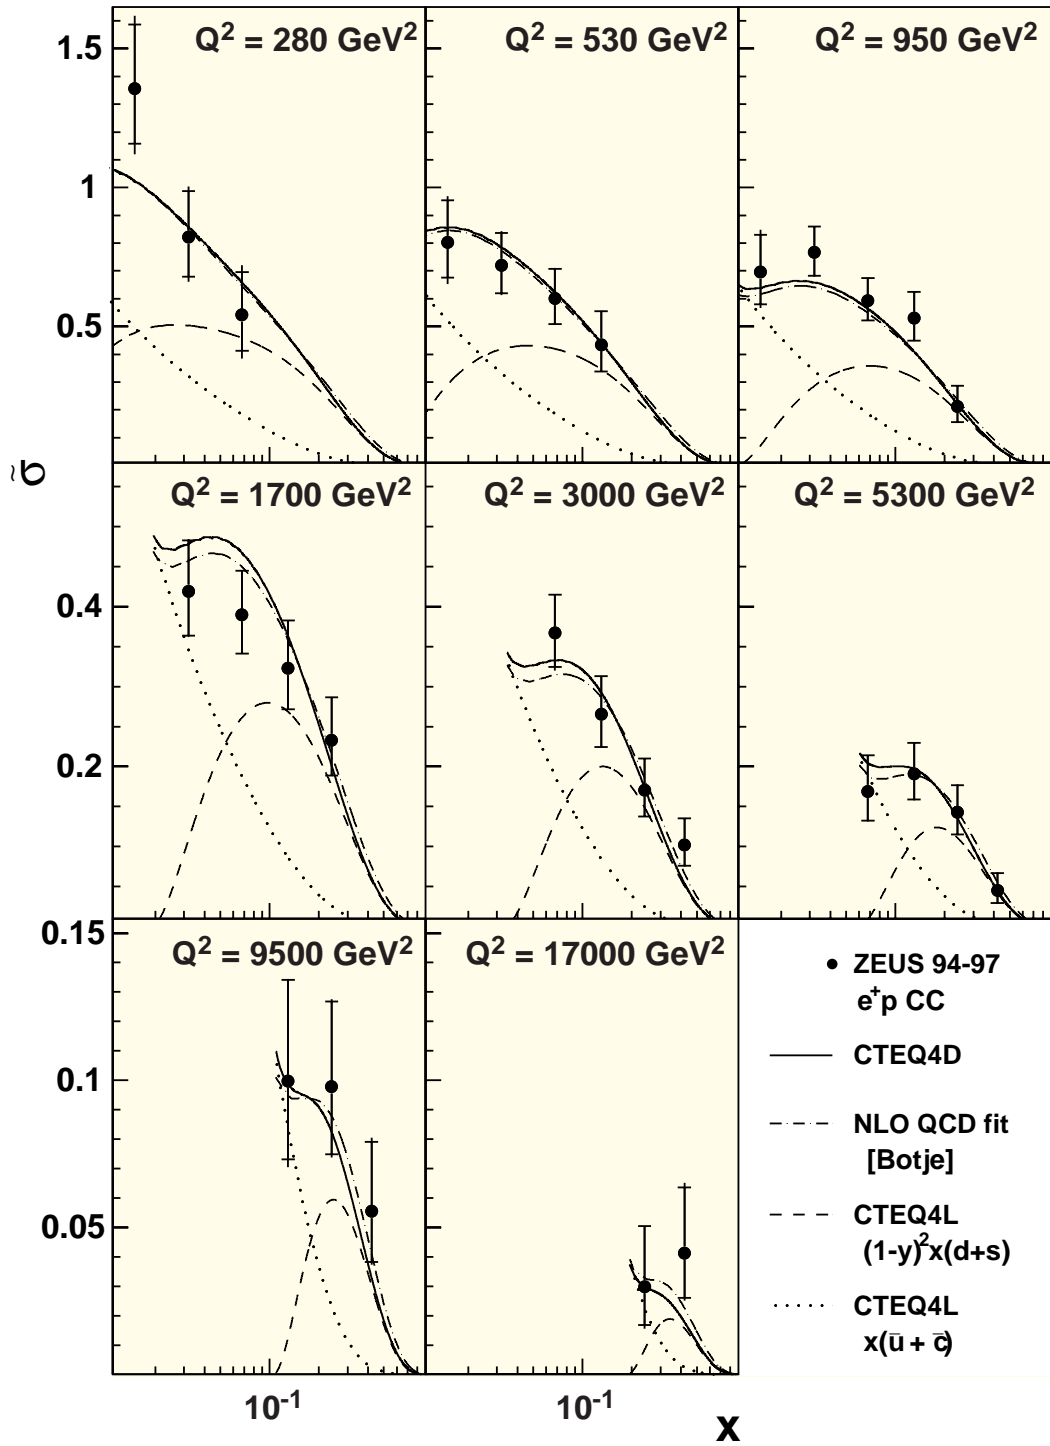 Q² = 280 GeV²
Q² = 530 GeV²
Q² = 950 GeV²
1.5
1
0.5
σ̃
Q² = 1700 GeV²
Q² = 3000 GeV²
Q² = 5300 GeV²
0.4
0.2
Q² = 9500 GeV²
Q² = 17000 GeV²
0.15
0.1
0.05
ZEUS 94-97
e⁺p CC
CTEQ4D
NLO QCD fit
[Botje]
CTEQ4L
(1-y)²x(d+s)
CTEQ4L
x(ū + c̄)
10⁻¹
10⁻¹
x